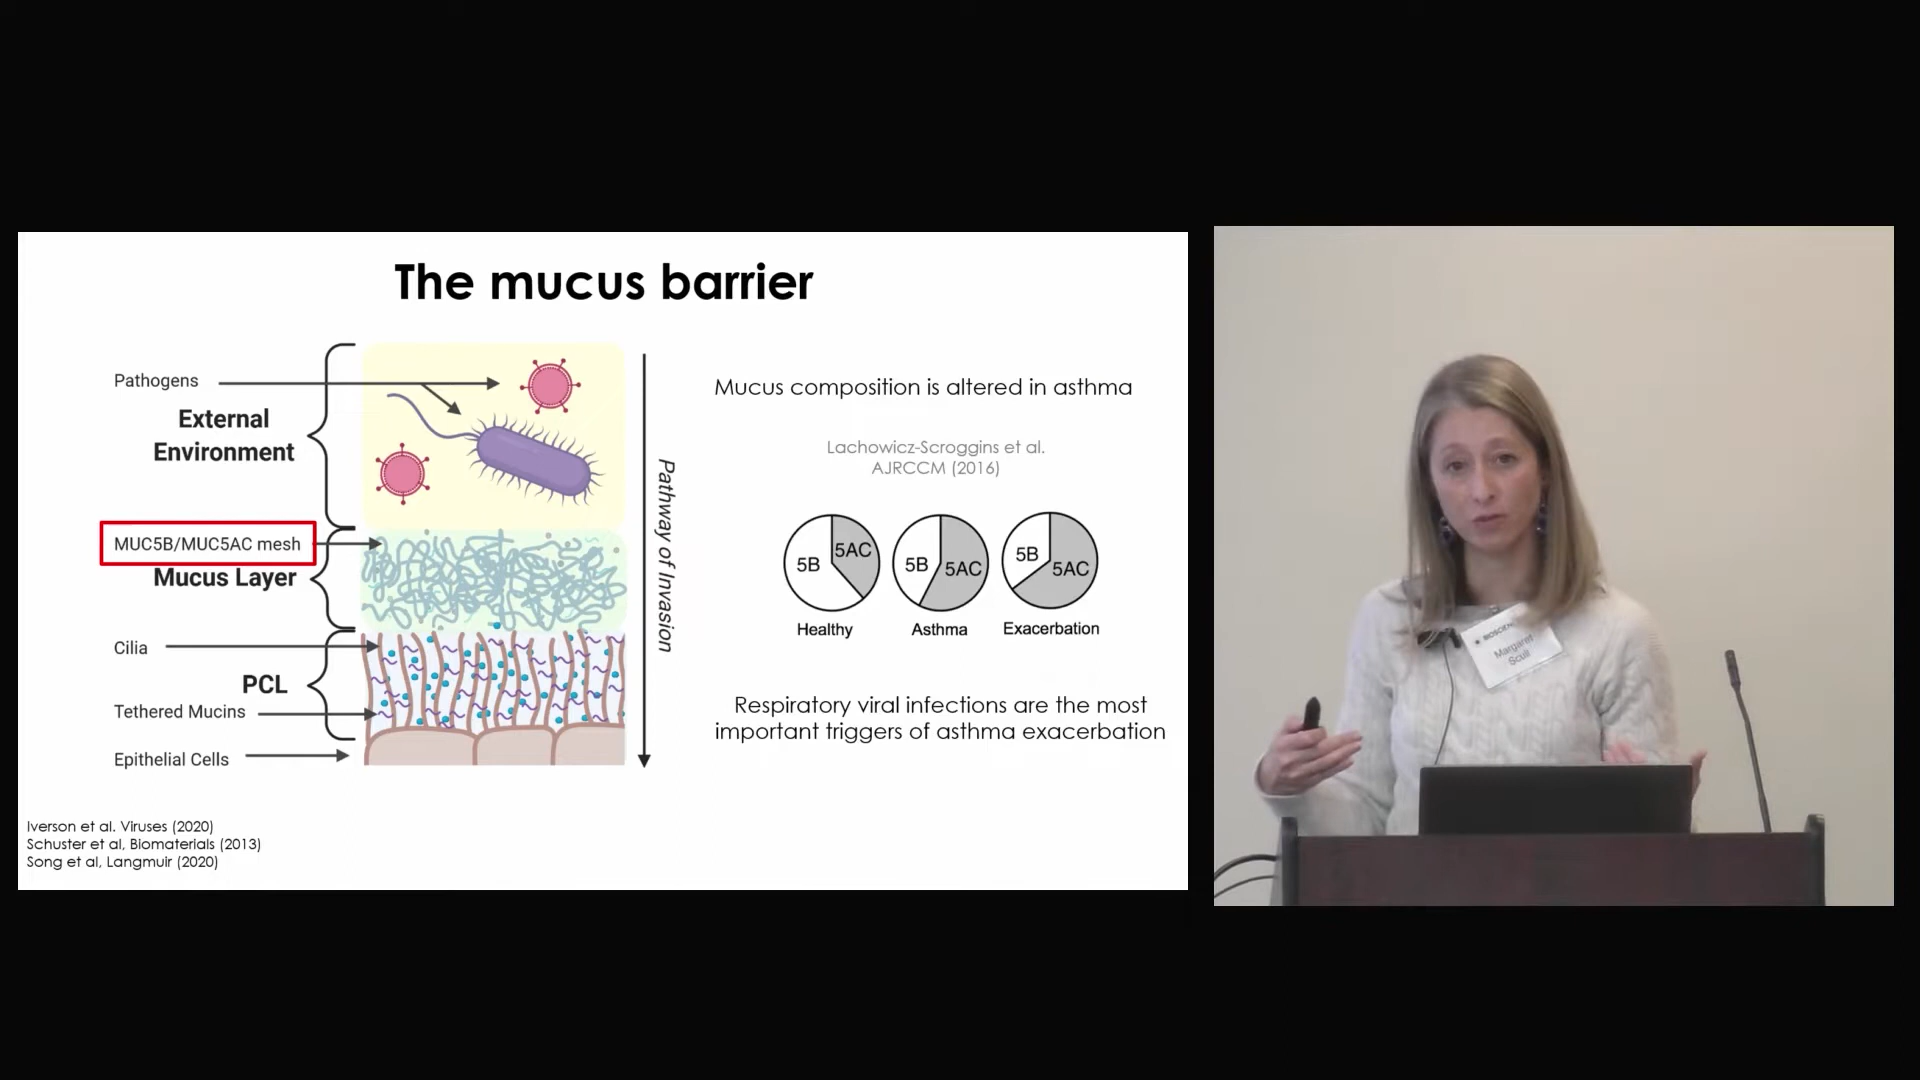 The mucus barrier
Pathogens
External
Environment
MUC5B/MUC5AC mesh
Mucus Layer
Cilia
PCL
Tethered Mucins
Epithelial Cells
Pathway of Invasion
Iverson et al. Viruses (2020)
Schuster et al, Biomaterials (2013)
Song et al, Langmuir (2020)
Mucus composition is altered in asthma
Lachowicz-Scroggins et al.
AJRCCM (2016)
5B 5AC
5B 5AC
5B 5AC
Healthy Asthma Exacerbation
Respiratory viral infections are the most
important triggers of asthma exacerbation
Margaret
Scull